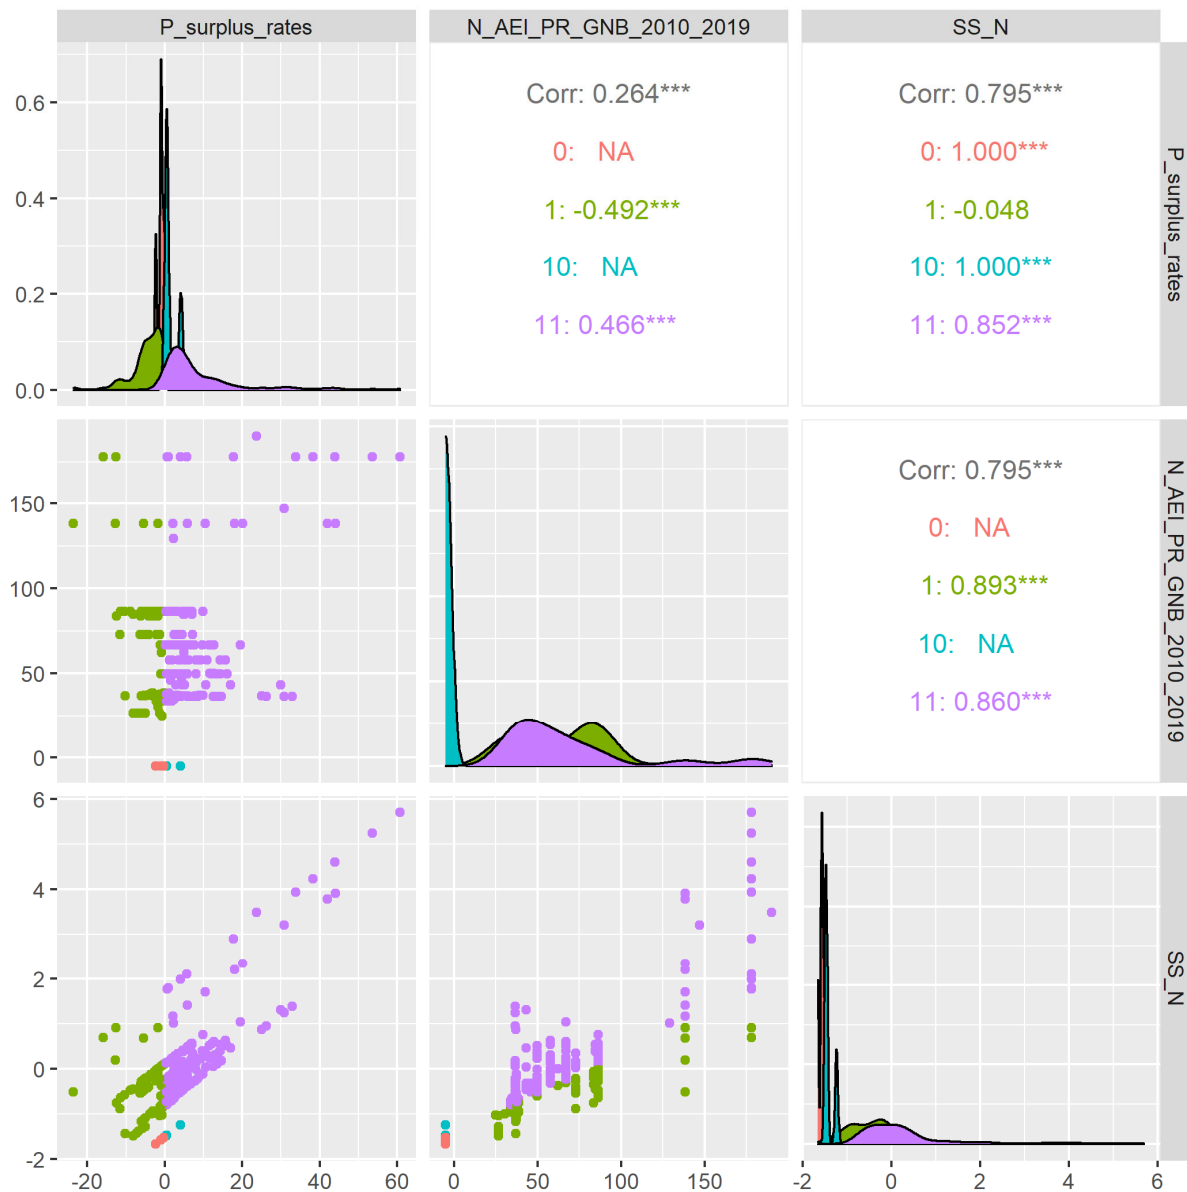 P_surplus_rates
N_AEI_PR_GNB_2010_2019
SS_N
0.6
0.4
0.2
0.0
Corr: 0.264***
0: NA
1: -0.492***
10: NA
11: 0.466***
Corr: 0.795***
0: 1.000***
1: -0.048
10: 1.000***
11: 0.852***
P_surplus_rates
150
100
50
0
Corr: 0.795***
0: NA
1: 0.893***
10: NA
11: 0.860***
N_AEI_PR_GNB_2010_2019
6
4
2
0
-2
SS_N
-20 0 20 40 60
0 50 100 150
-2 0 2 4 6